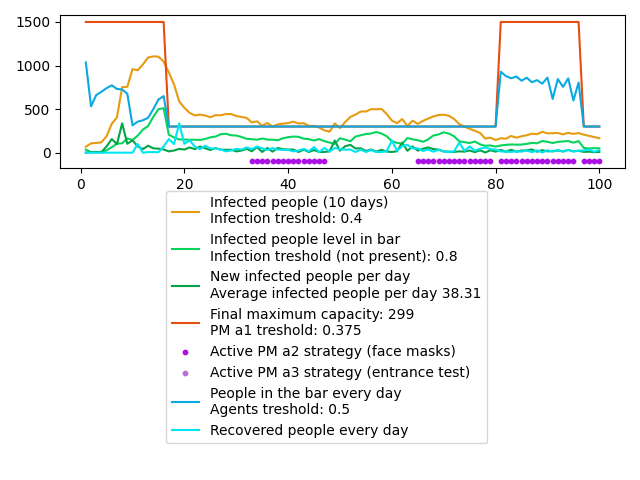 1500
1000
500
0
0 20 40 60 80 100
Infected people (10 days)
Infection treshold: 0.4
Infected people level in bar
Infection treshold (not present): 0.8
New infected people per day
Average infected people per day 38.31
Final maximum capacity: 299
PM a1 treshold: 0.375
Active PM a2 strategy (face masks)
Active PM a3 strategy (entrance test)
People in the bar every day
Agents treshold: 0.5
Recovered people every day